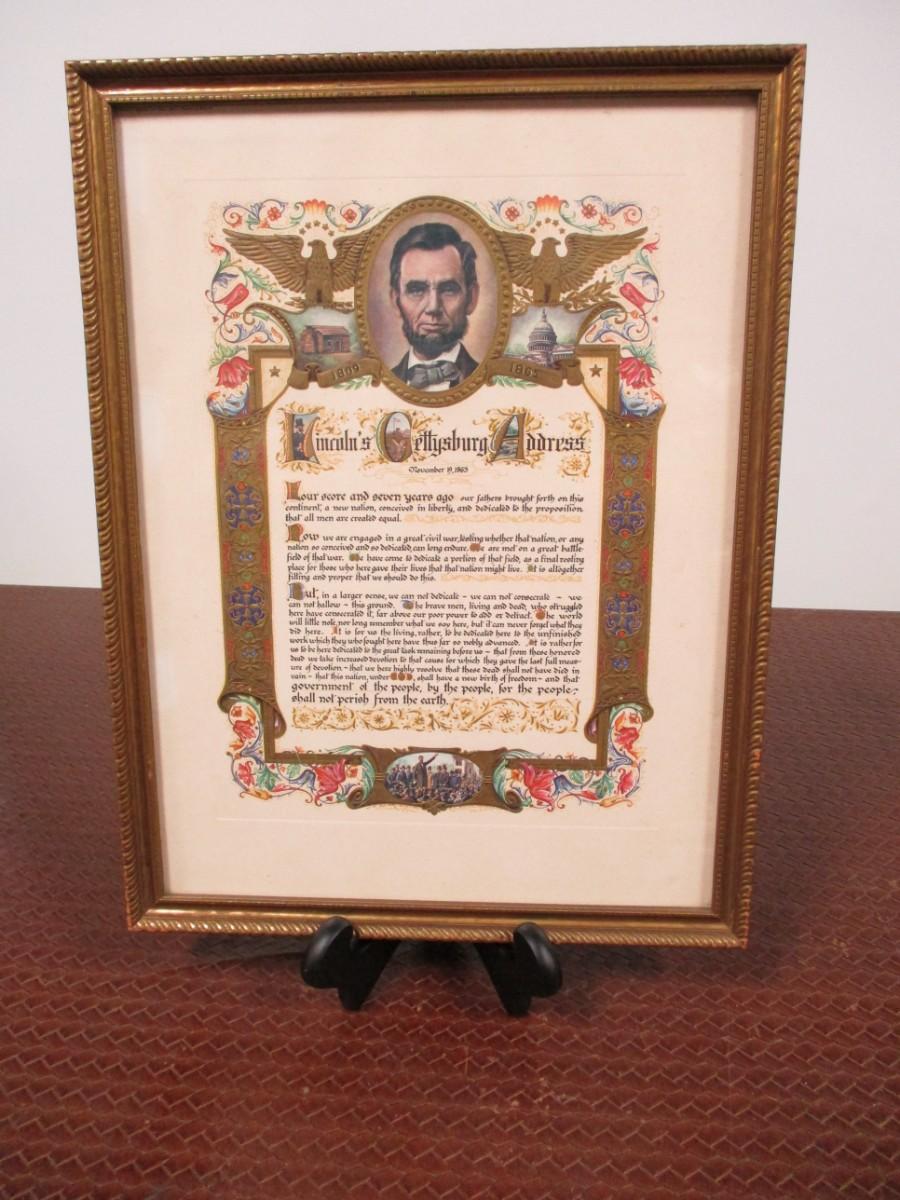 1809
1865
Lincoln's Gettysburg Address
November 19, 1863
Four score and seven years ago our fathers brought forth on this
continent, a new nation, conceived in liberty, and dedicated to the proposition
that all men are created equal.
Now we are engaged in a great civil war, testing whether that nation, or any
nation so conceived and so dedicated, can long endure. We are met on a great battle-
field of that war. We have come to dedicate a portion of that field, as a final resting
place for those who here gave their lives that that nation might live. It is altogether
fitting and proper that we should do this.
But, in a larger sense, we can not dedicate - we can not consecrate - we
can not hallow - this ground. The brave men, living and dead, who struggled
here have consecrated it, far above our poor power to add or detract. The world
will little note, nor long remember what we say here, but it can never forget what they
did here. It is for us the living, rather, to be dedicated here to the unfinished
work which they who fought here have thus far so nobly advanced. It is rather for
us to be here dedicated to the great task remaining before us - that from these honored
dead we take increased devotion to that cause for which they gave the last full meas-
ure of devotion - that we here highly resolve that these dead shall not have died in
vain - that this nation, under GOD, shall have a new birth of freedom - and that
government of the people, by the people, for the people,
shall not perish from the earth.